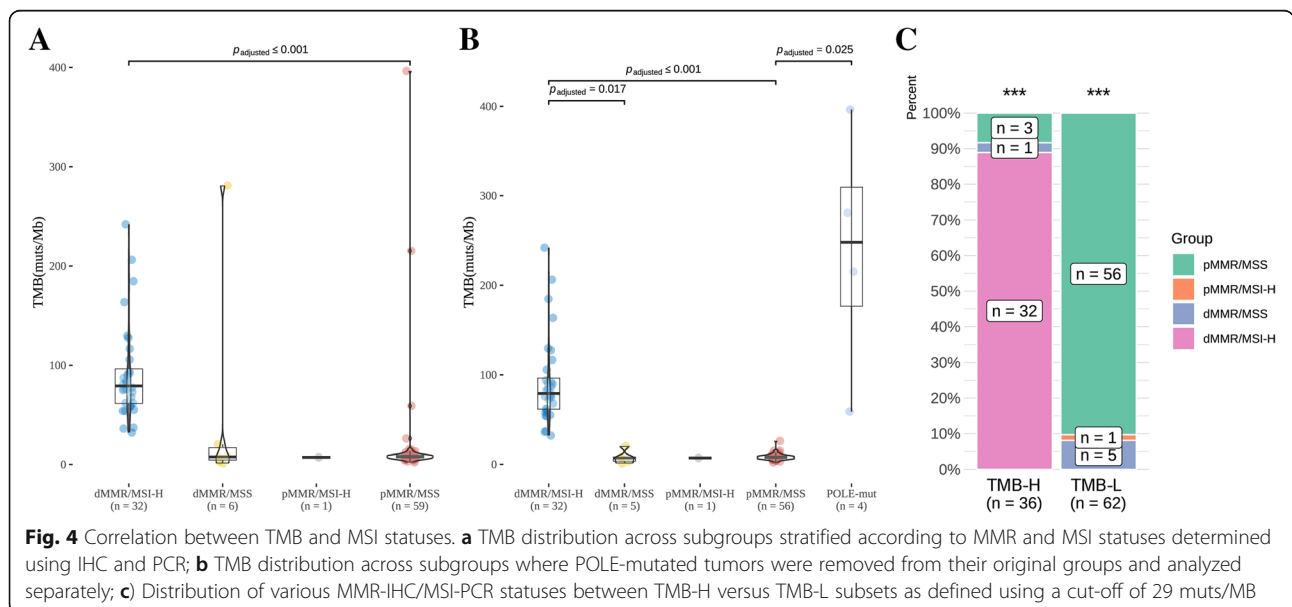 A
p adjusted ≤ 0.001
400
300
200
100
0
TMB(muts/Mb)
dMMR/MSI-H
(n = 32)
dMMR/MSS
(n = 6)
pMMR/MSI-H
(n = 1)
pMMR/MSS
(n = 59)
B
p adjusted = 0.025
p adjusted ≤ 0.001
p adjusted = 0.017
400
300
200
100
0
TMB(muts/Mb)
dMMR/MSI-H
(n = 32)
dMMR/MSS
(n = 5)
pMMR/MSI-H
(n = 1)
pMMR/MSS
(n = 56)
POLE-mut
(n = 4)
C
Percent
*** ***
100%
90%
80%
70%
60%
50%
40%
30%
20%
10%
0%
n = 3
n = 1
n = 32
n = 56
n = 1
n = 5
TMB-H
(n = 36)
TMB-L
(n = 62)
Group
pMMR/MSS
pMMR/MSI-H
dMMR/MSS
dMMR/MSI-H
Fig. 4 Correlation between TMB and MSI statuses. a TMB distribution across subgroups stratified according to MMR and MSI statuses determined
using IHC and PCR; b TMB distribution across subgroups where POLE-mutated tumors were removed from their original groups and analyzed
separately; c) Distribution of various MMR-IHC/MSI-PCR statuses between TMB-H versus TMB-L subsets as defined using a cut-off of 29 muts/MB